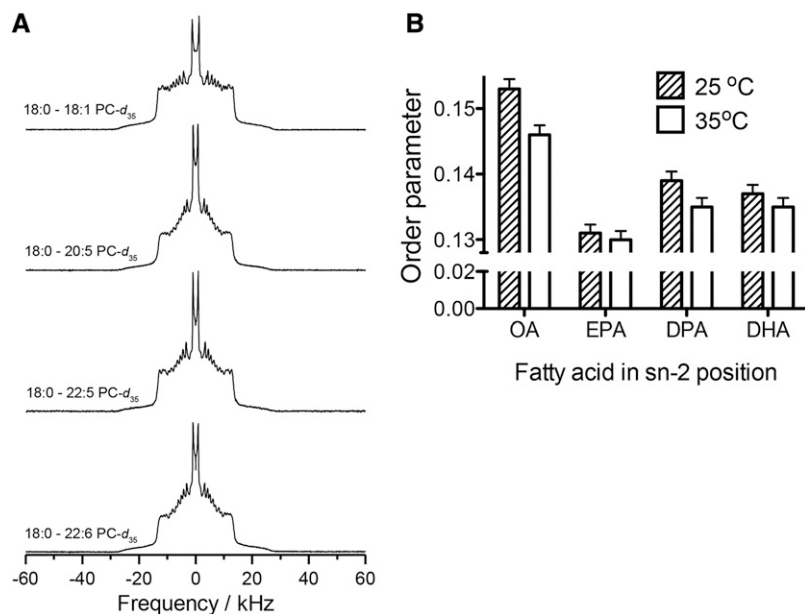 A
18:0 - 18:1 PC-d35
18:0 - 20:5 PC-d35
18:0 - 22:5 PC-d35
18:0 - 22:6 PC-d35
-60 -40 -20 0 20 40 60
Frequency / kHz
B
25 °C
35°C
Order parameter
0.15
0.14
0.13
0.02
0.00
OA EPA DPA DHA
Fatty acid in sn-2 position